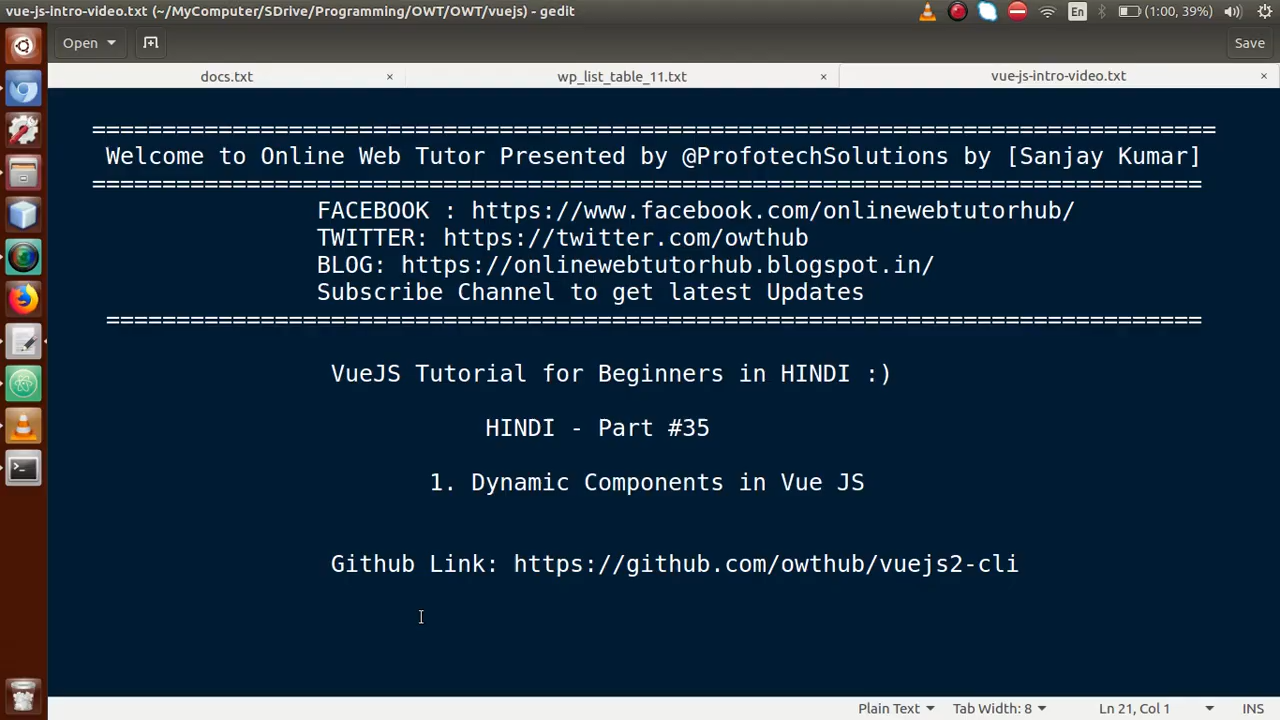 vue-js-intro-video.txt (~/MyComputer/SDrive/Programming/OWT/OWT/vuejs) - gedit
En (1:00, 39%)
Open Save
docs.txt × wp_list_table_11.txt × vue-js-intro-video.txt ×
================================================================================
Welcome to Online Web Tutor Presented by @ProfotechSolutions by [Sanjay Kumar]
===============================================================================
FACEBOOK : https://www.facebook.com/onlinewebtutorhub/
TWITTER: https://twitter.com/owthub
BLOG: https://onlinewebtutorhub.blogspot.in/
Subscribe Channel to get latest Updates
==============================================================================
VueJS Tutorial for Beginners in HINDI :)
HINDI - Part #35
1. Dynamic Components in Vue JS
Github Link: https://github.com/owthub/vuejs2-cli
Plain Text Tab Width: 8 Ln 21, Col 1 INS